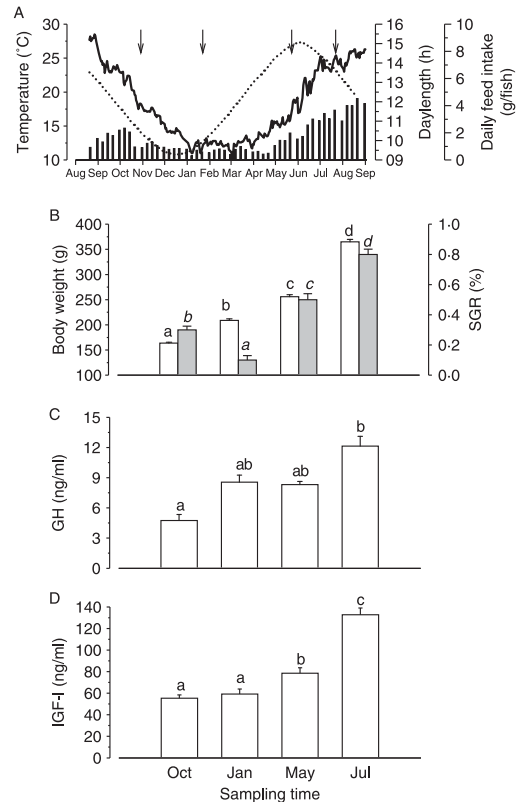 A
Temperature (˚C)
30
25
20
15
10
Aug Sep Oct Nov Dec Jan Feb Mar Apr May Jun Jul Aug Sep
16
15
14
13
12
11
10
09
Daylength (h)
10
8
6
4
2
0
Daily feed intake
(g/fish)
B
Body weight (g)
400
350
300
250
200
150
100
a b
b a
c c
d d
1·0
0·8
0·6
0·4
0·2
0·0
SGR (%)
C
GH (ng/ml)
15
12
9
6
3
0
a ab ab b
D
IGF-I (ng/ml)
140
120
100
80
60
40
20
0
a a b c
Oct Jan May Jul
Sampling time